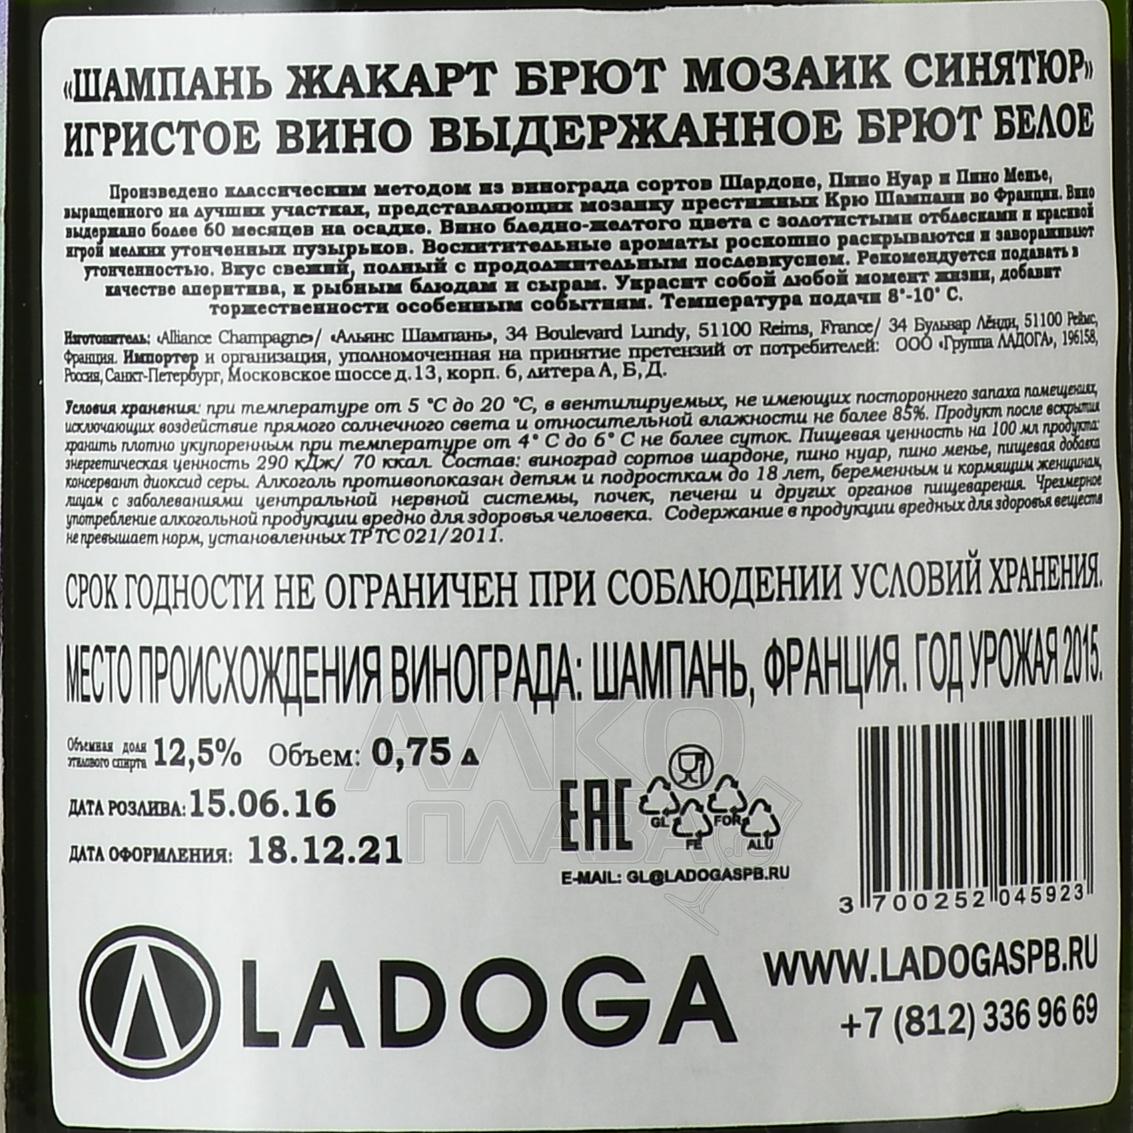 «ШАМПАНЬ ЖАКАРТ БРЮТ МОЗАИК СИНЯТЮР»
ИГРИСТОЕ ВИНО ВЫДЕРЖАННОЕ БРЮТ БЕЛОЕ
Произведено классическим методом из винограда сортов Шардоне, Пино Нуар и Пино Менье,
выращенного на лучших участках, представляющих мозаику престижных Крю Шампани во Франции. Вино
выдержано более 60 месяцев на осадке. Вино бледно-желтого цвета с золотистыми отблесками и красивой
игрой мелких утонченных пузырьков. Восхитительные ароматы роскошно раскрываются и завораживают
утонченностью. Вкус свежий, полный с продолжительным послевкусием. Рекомендуется подавать в
качестве аперитива, к рыбным блюдам и сырам. Украсит собой любой момент жизни, добавит
торжественности особенным событиям. Температура подачи 8°-10° С.
Изготовитель: «Alliance Champagne»/ «Альянс Шампань», 34 Boulevard Lundy, 51100 Reims, France/ 34 Бульвар Лёнди, 51100 Реймс,
Франция. Импортер и организация, уполномоченная на принятие претензий от потребителей: ООО «Группа ЛАДОГА», 196158,
Россия, Санкт-Петербург, Московское шоссе д. 13, корп. 6, литера А, Б, Д.
Условия хранения: при температуре от 5 °С до 20 °С, в вентилируемых, не имеющих постороннего запаха помещениях,
исключающих воздействие прямого солнечного света и относительной влажности не более 85%. Продукт после вскрытия
хранить плотно укупоренным при температуре от 4° С до 6° С не более суток. Пищевая ценность на 100 мл продукта:
энергетическая ценность 290 кДж/ 70 ккал. Состав: виноград сортов шардоне, пино нуар, пино менье, пищевая добавка
консервант диоксид серы. Алкоголь противопоказан детям и подросткам до 18 лет, беременным и кормящим женщинам,
лицам с заболеваниями центральной нервной системы, почек, печени и других органов пищеварения. Чрезмерное
употребление алкогольной продукции вредно для здоровья человека. Содержание в продукции вредных для здоровья веществ
не превышает норм, установленных ТР ТС 021/2011.
СРОК ГОДНОСТИ НЕ ОГРАНИЧЕН ПРИ СОБЛЮДЕНИИ УСЛОВИЙ ХРАНЕНИЯ.
МЕСТО ПРОИСХОЖДЕНИЯ ВИНОГРАДА: ШАМПАНЬ, ФРАНЦИЯ. ГОД УРОЖАЯ 2015.
Объемная доля
этилового спирта 12,5% Объем: 0,75 л
ДАТА РОЗЛИВА: 15.06.16
ДАТА ОФОРМЛЕНИЯ: 18.12.21
АЛКО
ПЛАВАЗ.ру
EAC
GL FE FOR ALU
E-MAIL: GL@LADOGASPB.RU
3 700252 045923
LADOGA
WWW.LADOGASPB.RU
+7 (812) 336 96 69